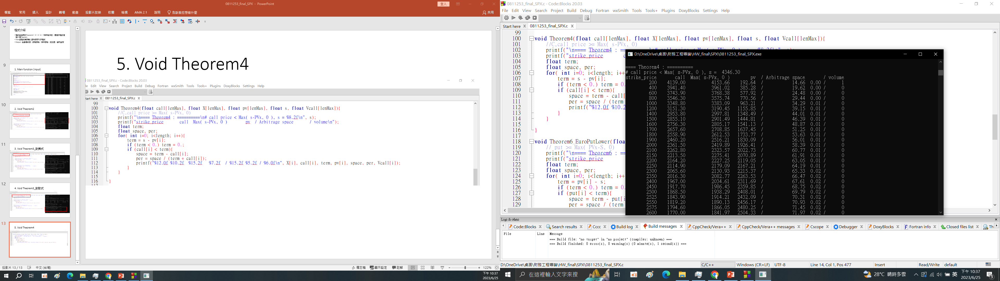 0811253_final_SPX - PowerPoint
登入
檔案 常用 插入 設計 轉場 動畫 投影片放映 校閱 檢視 AMA 2.1 說明 告訴我您想做什麼 共用
程式介紹
9
1. Main function (input)
10
2. Void Theorem2
11
3. Void Theorem3_對美式
12
4. Void Theorem3_對歐式
13
5. Void Theorem4
5. Void Theorem4
0811253_final_SPX.c - Code::Blocks 20.03
le Edit View Search Project Build Debug Fortran wxSmith Tools Tools+ Plugins DoxyBlocks Settings Help
tart here 0811253_final_SPX.c
99
100 void Theorem4(float call[lenMax], float X[lenMax], float pv[lenMax], float s, float Vcall[lenMax]){
101 //C,call price >= Max( s-PVx, 0)
102 printf("\n==== Theorem4 : ==========\n# call price < Max( s-PVx, 0 ), s = %8.2f\n", s);
103 printf("strike_price call Max( s-PVx, 0 ) pv / Arbitrage space / volume\n");
104 float term;
105 float space, per;
106 for( int i=0; i<length; i++){
107 term = s - pv[i];
108 if (term < 0.) term = 0.;
109 if (call[i] < term){
110 space = term - call[i];
111 per = space / (term + call[i]);
112 printf("%12.0f %10.2f %15.2f %7.2f / %15.2f %5.2f / %6.0f\n", X[i], call[i], term, pv[i], space, per, Vcall[i]);
113 }
114 }
115
116 }
投影片 13 / 13 中文 (台灣) 備忘稿 顯示設定 註解 122%
下午 10:37
2023/6/25
0811253_final_SPX.c - Code::Blocks 20.03
File Edit View Search Project Build Debug Fortran wxSmith Tools Tools+ Plugins DoxyBlocks Settings Help
Start here 0811253_final_SPX.c
99
100 void Theorem4(float call[lenMax], float X[lenMax], float pv[lenMax], float s, float Vcall[lenMax]){
101 //C,call price >= Max( s-PVx, 0)
102 printf("\n==== Theorem4 : ==
103 printf("strike_price c
104 float term;
105 float space, per;
106 for( int i=0; i<length; i++
107 term = s - pv[i];
108 if (term < 0.) term = 0.
109 if (call[i] < term){
110 space = term - call[
111 per = space / (term
112 printf("%12.0f %10.2
113 }
114 }
115
116 }
117
118 void Theorem6_EuroPutLower(floa
119 // put >= Max( PVx-S, 0)
120 printf("\n==== Theorem6 : ==
121 printf("strike_price
122 float term;
123 float space, per;
124 for( int i=0; i<length; i++
125 term = pv[i] - s;
126 if (term < 0.) term = 0.
127 if (put[i] < term){
128 space = term - put[i
129 per = space / (term
D:\OneDrive\桌面\財務工程導論\HW_final\SPX\0811253_final_SPX.exe
==== Theorem4 : ==========
# call price < Max( s-PVx, 0 ), s = 4346.30
strike_price call Max( s-PVx, 0 ) pv / Arbitrage space / volume
200 4139.00 4153.66 192.64 / 14.66 0.00 / 1
400 3941.40 3961.02 385.28 / 19.62 0.00 / 0
600 3743.90 3768.38 577.92 / 24.48 0.00 / 0
800 3546.30 3575.74 770.56 / 29.44 0.00 / 0
1000 3348.80 3383.09 963.21 / 34.29 0.01 / 0
1200 3151.30 3190.45 1155.85 / 39.15 0.01 / 0
1400 2953.80 2997.81 1348.49 / 44.01 0.01 / 0
1500 2855.10 2901.49 1444.81 / 46.39 0.01 / 0
1600 2756.30 2805.17 1541.13 / 48.87 0.01 / 0
1700 2657.60 2708.85 1637.45 / 51.25 0.01 / 0
1800 2558.90 2612.53 1733.77 / 53.63 0.01 / 0
1900 2460.20 2516.21 1830.09 / 56.01 0.01 / 0
2000 2361.50 2419.89 1926.41 / 58.39 0.01 / 0
2100 2262.80 2323.57 2022.73 / 60.77 0.01 / 0
2150 2213.50 2275.41 2070.89 / 61.91 0.01 / 0
2200 2164.20 2227.25 2119.05 / 63.05 0.01 / 0
2250 2114.90 2179.09 2167.21 / 64.19 0.01 / 0
2300 2065.60 2130.93 2215.37 / 65.33 0.02 / 0
2350 2016.30 2082.77 2263.53 / 66.47 0.02 / 0
2400 1967.00 2034.61 2311.69 / 67.61 0.02 / 0
2450 1917.70 1986.45 2359.85 / 68.75 0.02 / 0
2500 1868.50 1938.29 2408.01 / 69.79 0.02 / 0
2525 1843.90 1914.21 2432.09 / 70.31 0.02 / 0
2550 1819.20 1890.13 2456.17 / 70.93 0.02 / 0
2575 1794.60 1866.05 2480.25 / 71.45 0.02 / 0
2600 1770.00 1841.97 2504.33 / 71.97 0.02 / 0
Logs & others
Code::Blocks Search results Cccc Build log Build messages CppCheck/Vera++ CppCheck/Vera++ messages Cscope Debugger DoxyBlocks Fortran info Closed files list Th
File Line Message
=== Build file: "no target" in "no project" (compiler: unknown) ===
=== Build finished: 0 error(s), 0 warning(s) (0 minute(s), 1 second(s)) ===
D:\OneDrive\桌面\財務工程導論\HW_final\SPX\0811253_final_SPX.c C/C++ Windows (CR+LF) UTF-8 Line 14, Col 1, Pos 477 Insert Read/Write default
在這裡輸入文字來搜
28°C 晴時多雲 英
下午 10:37
2023/6/25
3